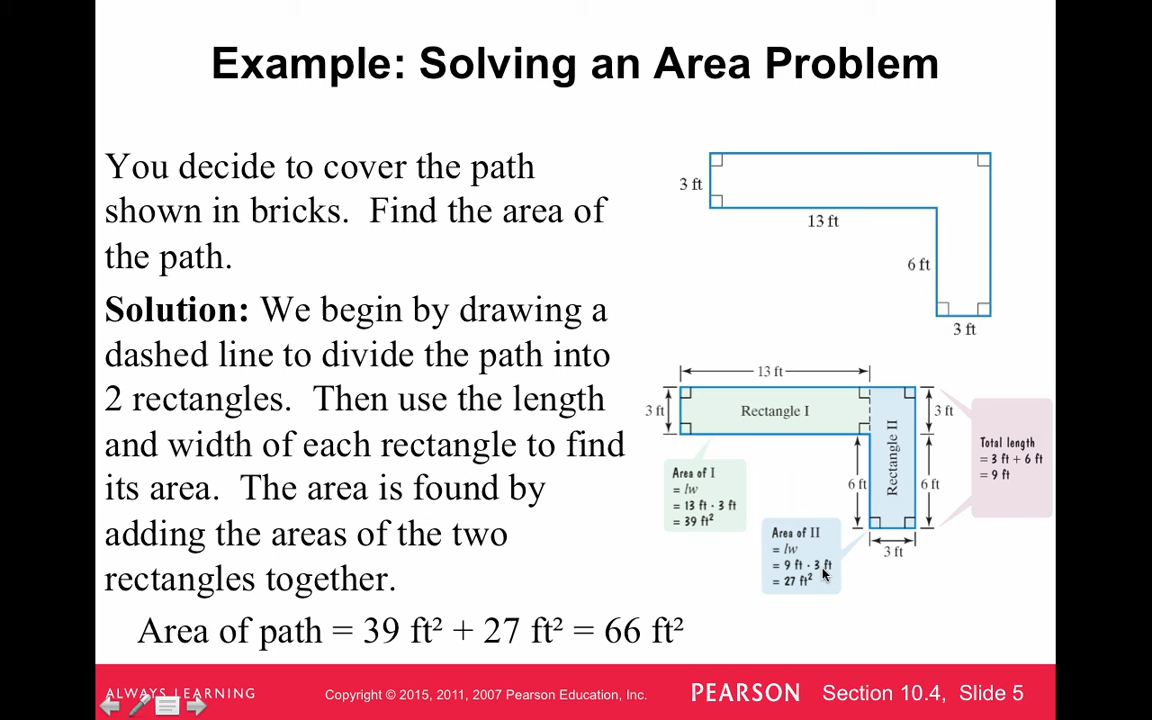 Example: Solving an Area Problem
You decide to cover the path
shown in bricks. Find the area of
the path.
Solution: We begin by drawing a
dashed line to divide the path into
2 rectangles. Then use the length
and width of each rectangle to find
its area. The area is found by
adding the areas of the two
rectangles together.
Area of path = 39 ft² + 27 ft² = 66 ft²
3 ft
13 ft
6 ft
3 ft
13 ft
3 ft
Rectangle I
Rectangle II
3 ft
6 ft
6 ft
3 ft
Area of I
= lw
= 13 ft · 3 ft
= 39 ft²
Area of II
= lw
= 9 ft · 3 ft
= 27 ft²
Total length
= 3 ft + 6 ft
= 9 ft
ALWAYS LEARNING
Copyright © 2015, 2011, 2007 Pearson Education, Inc.
PEARSON
Section 10.4, Slide 5